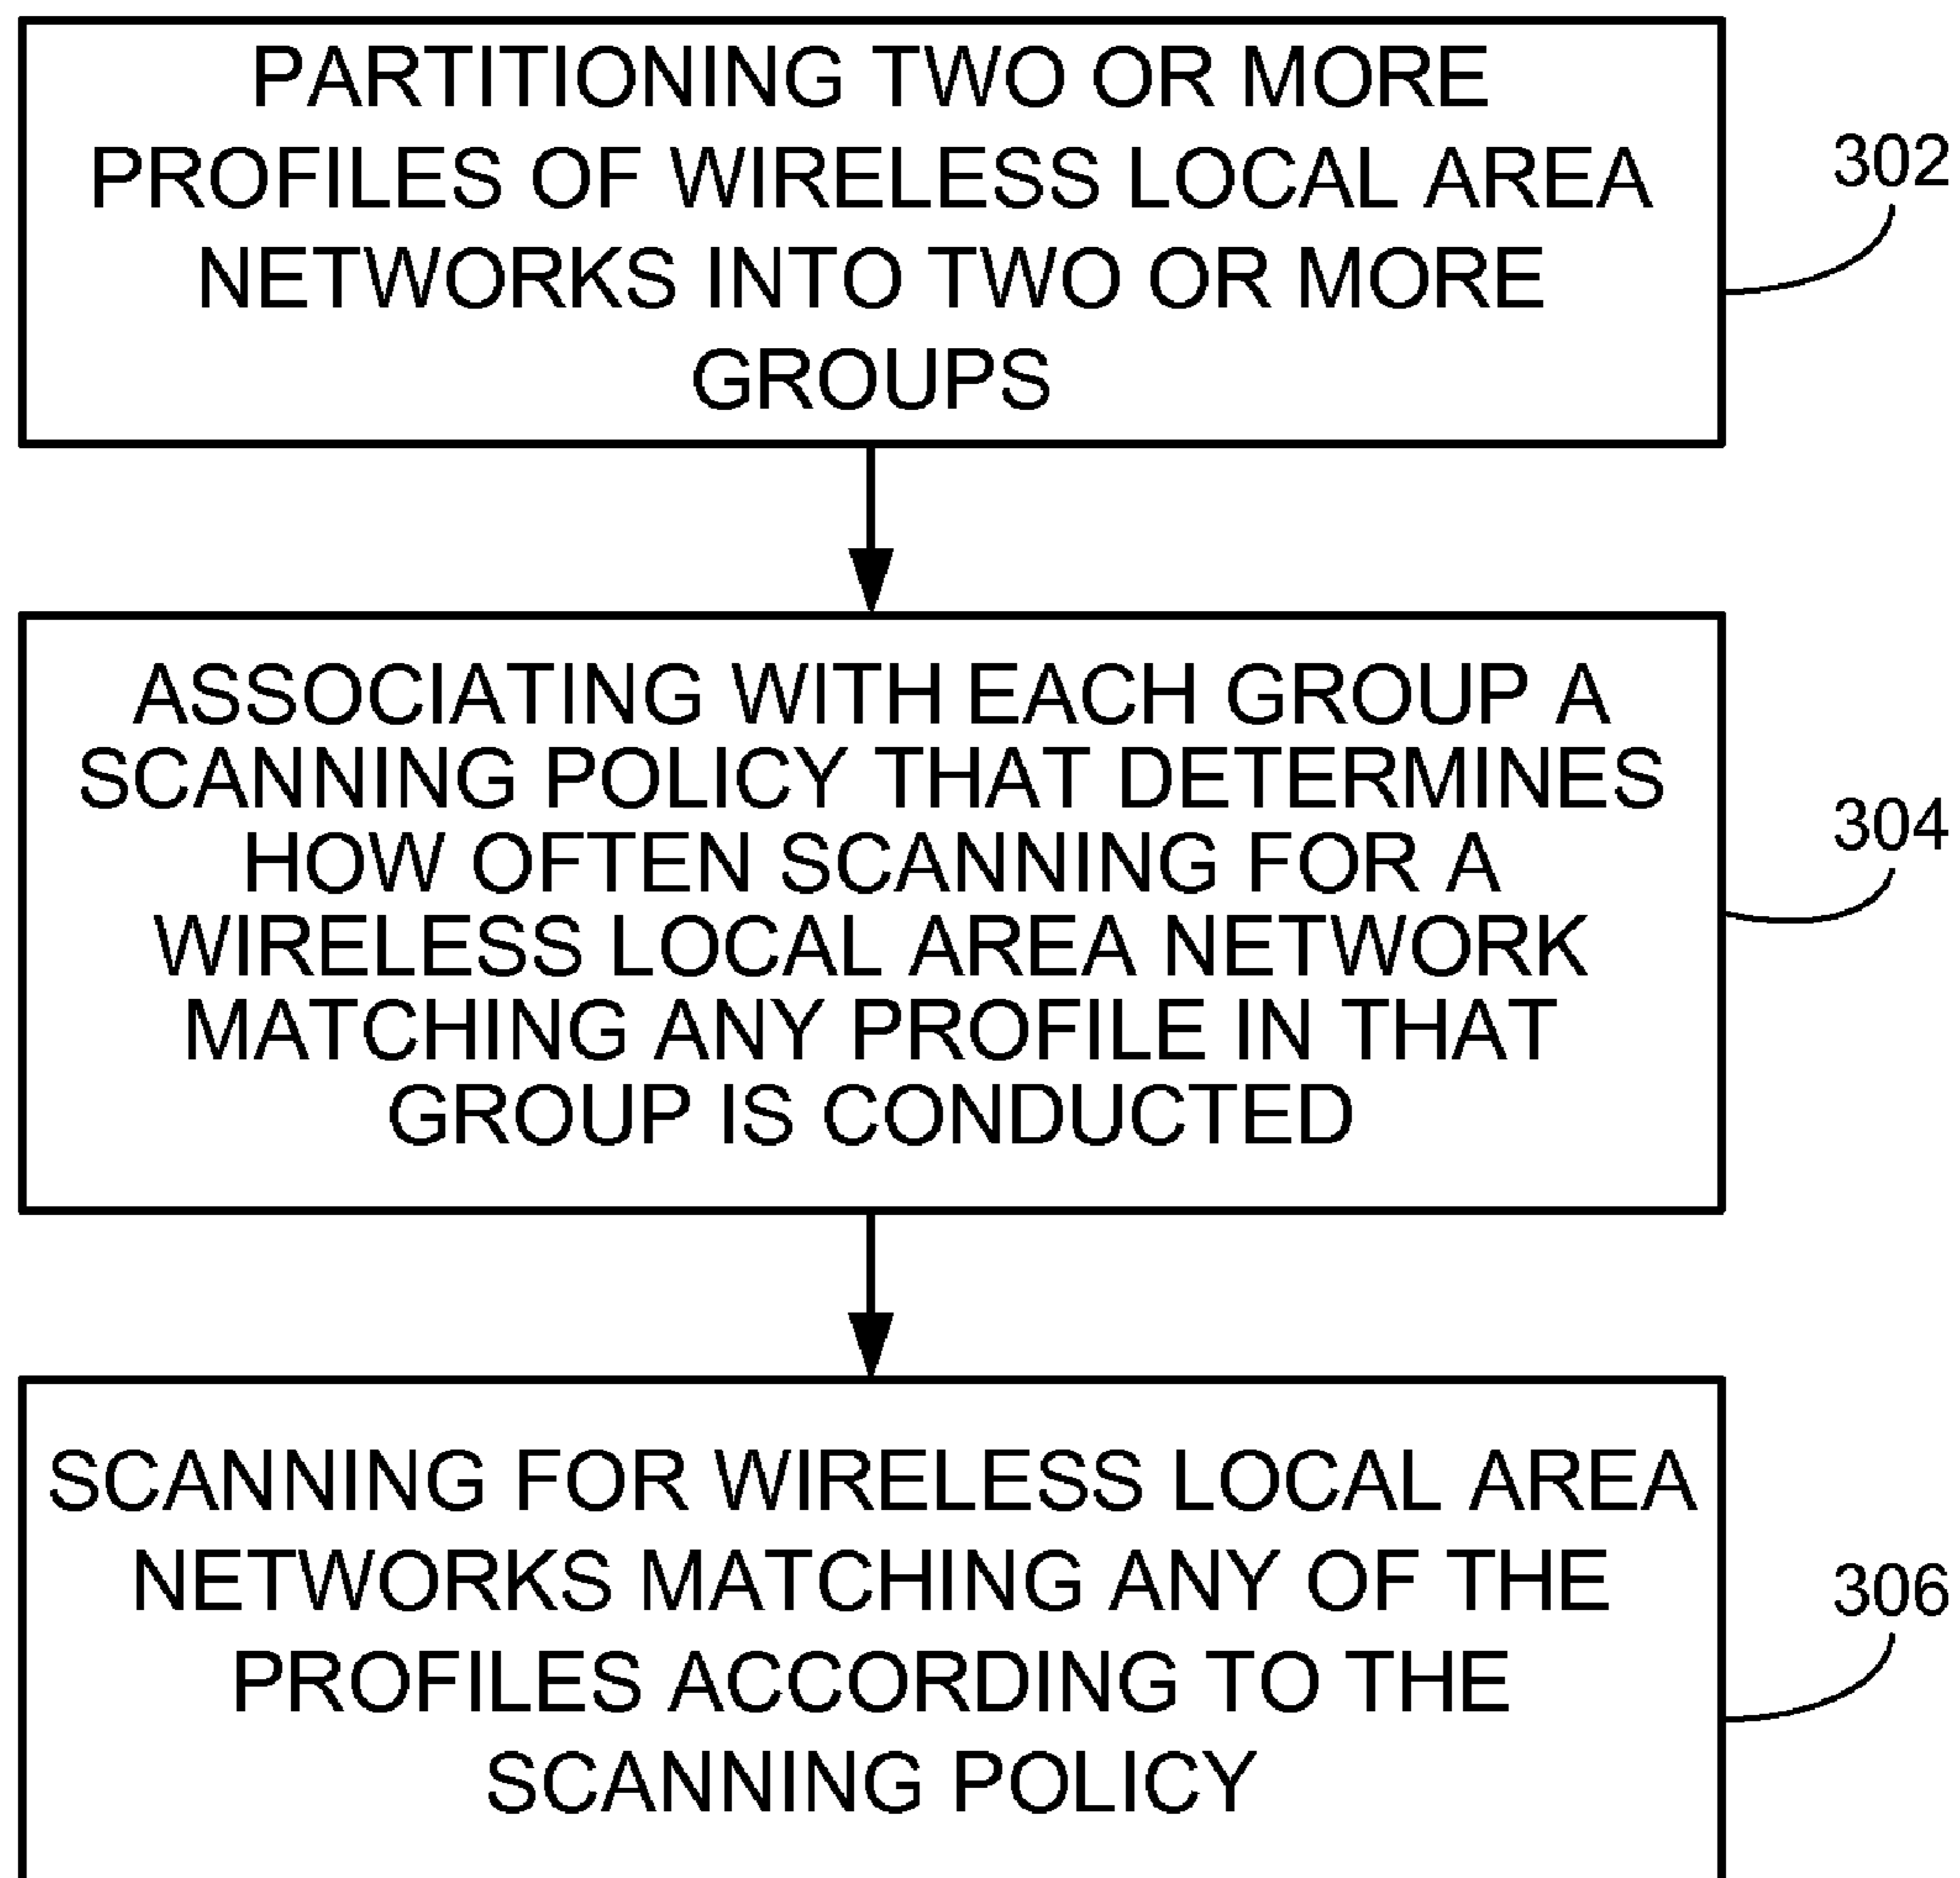 PARTITIONING TWO OR MORE
PROFILES OF WIRELESS LOCAL AREA
NETWORKS INTO TWO OR MORE
GROUPS
302
ASSOCIATING WITH EACH GROUP A
SCANNING POLICY THAT DETERMINES
HOW OFTEN SCANNING FOR A
WIRELESS LOCAL AREA NETWORK
MATCHING ANY PROFILE IN THAT
GROUP IS CONDUCTED
304
SCANNING FOR WIRELESS LOCAL AREA
NETWORKS MATCHING ANY OF THE
PROFILES ACCORDING TO THE
SCANNING POLICY
306